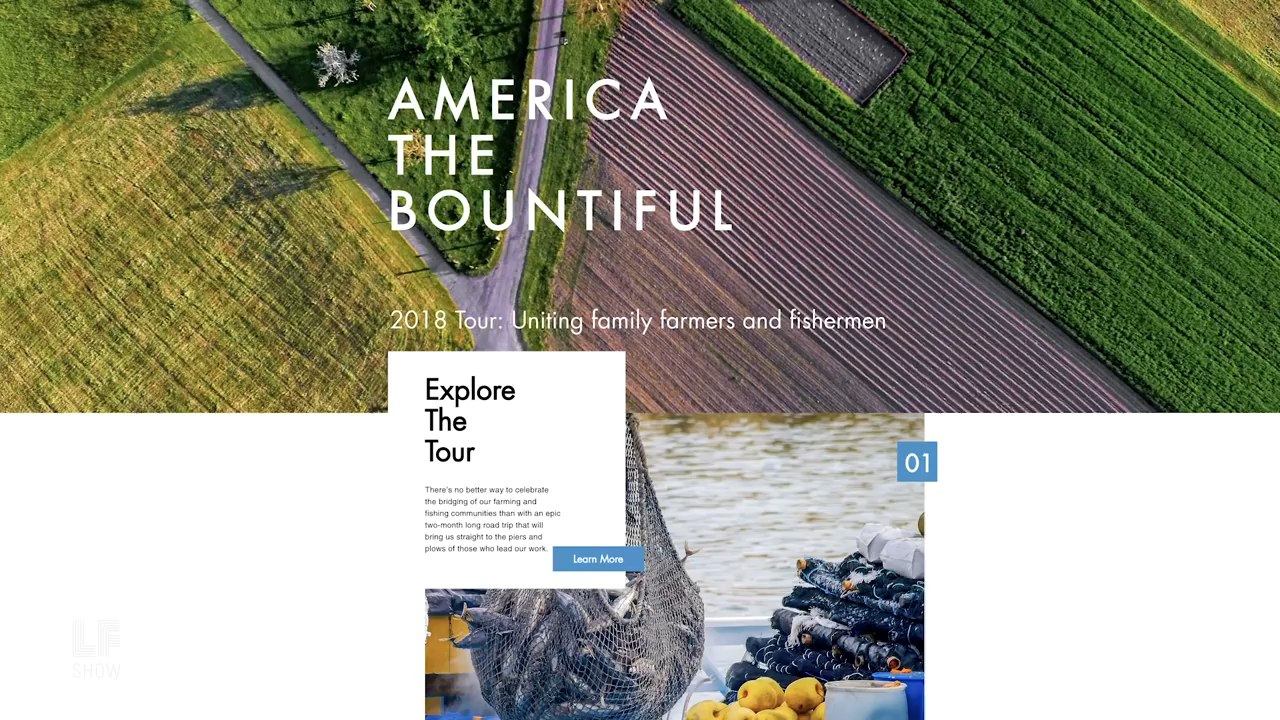 AMERICA
THE
BOUNTIFUL
2018 Tour: Uniting family farmers and fishermen
Explore
The
Tour
01
There's no better way to celebrate
the bridging of our farming and
fishing communities than with an epic
two-month long road trip that will
bring us straight to the piers and
plows of those who lead our work.
Learn More
LF
SHOW